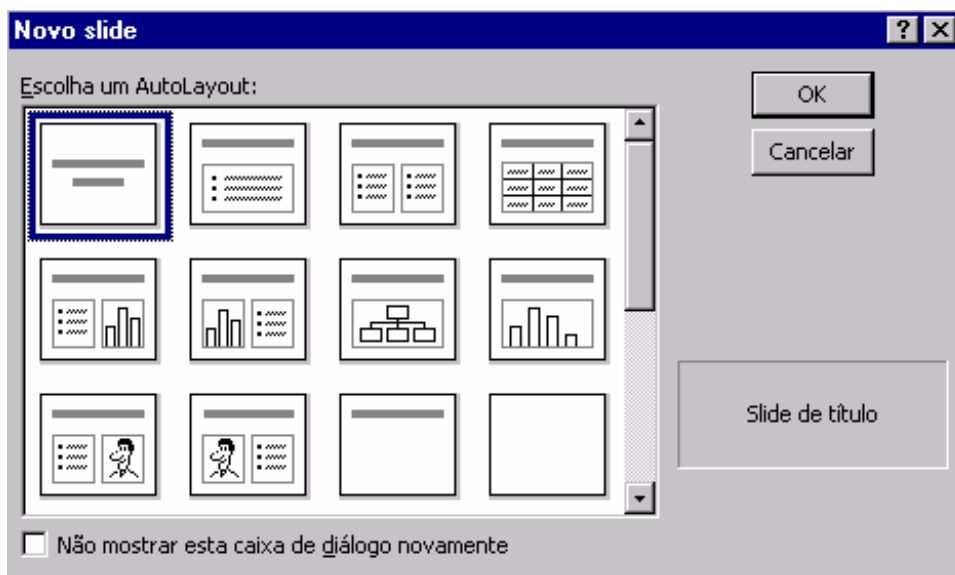 Novo slide
Escolha um AutoLayout:
OK
Cancelar
Slide de título
Não mostrar esta caixa de diálogo novamente